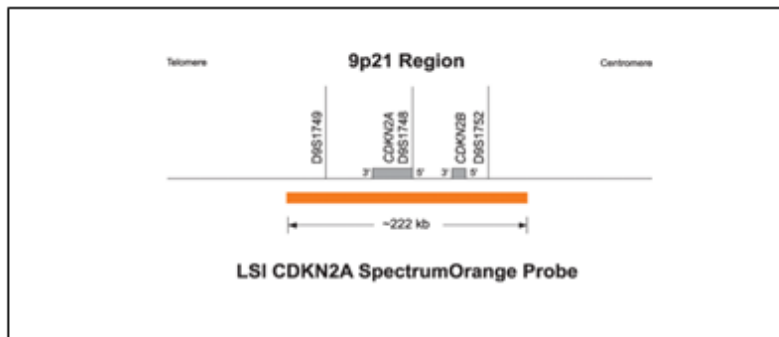 9p21 Region
Telomere
Centromere
D9S1749
CDKN2A
D9S1748
CDKN2B
D9S1752
3' 5' 3' 5'
~222 kb
LSI CDKN2A SpectrumOrange Probe